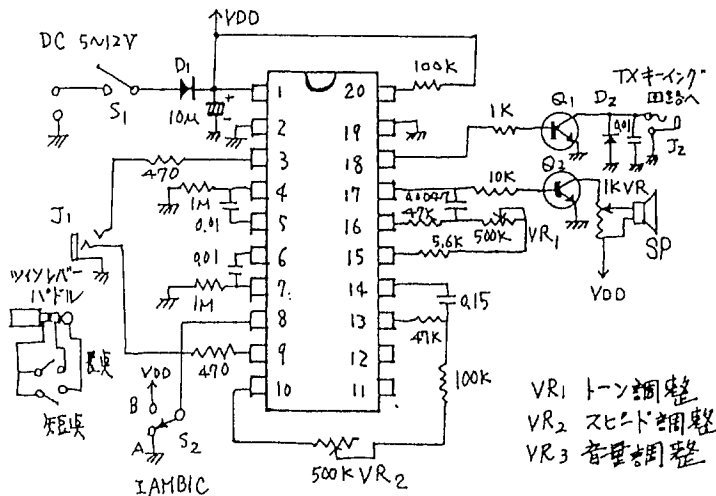 VDD
DC 5~12V
S1
D1
10μ
+
-
100K
1 20
2 19
3 18
4 17
5 16
6 15
7 14
8 13
9 12
10 11
1K
Q1
D2
TXキーイング
回路へ
0.01
J2
470
1M
0.01
10K
Q2
1KVR
0.0047
47K
500K
VR1
SP
VDD
5.6K
J1
0.01
1M
0.15
47K
100K
ツインレバー
パドル
長点
短点
470
VDD
B
A
S2
IAMBIC
500K VR2
VR1 トーン調整
VR2 スピード調整
VR3 音量調整